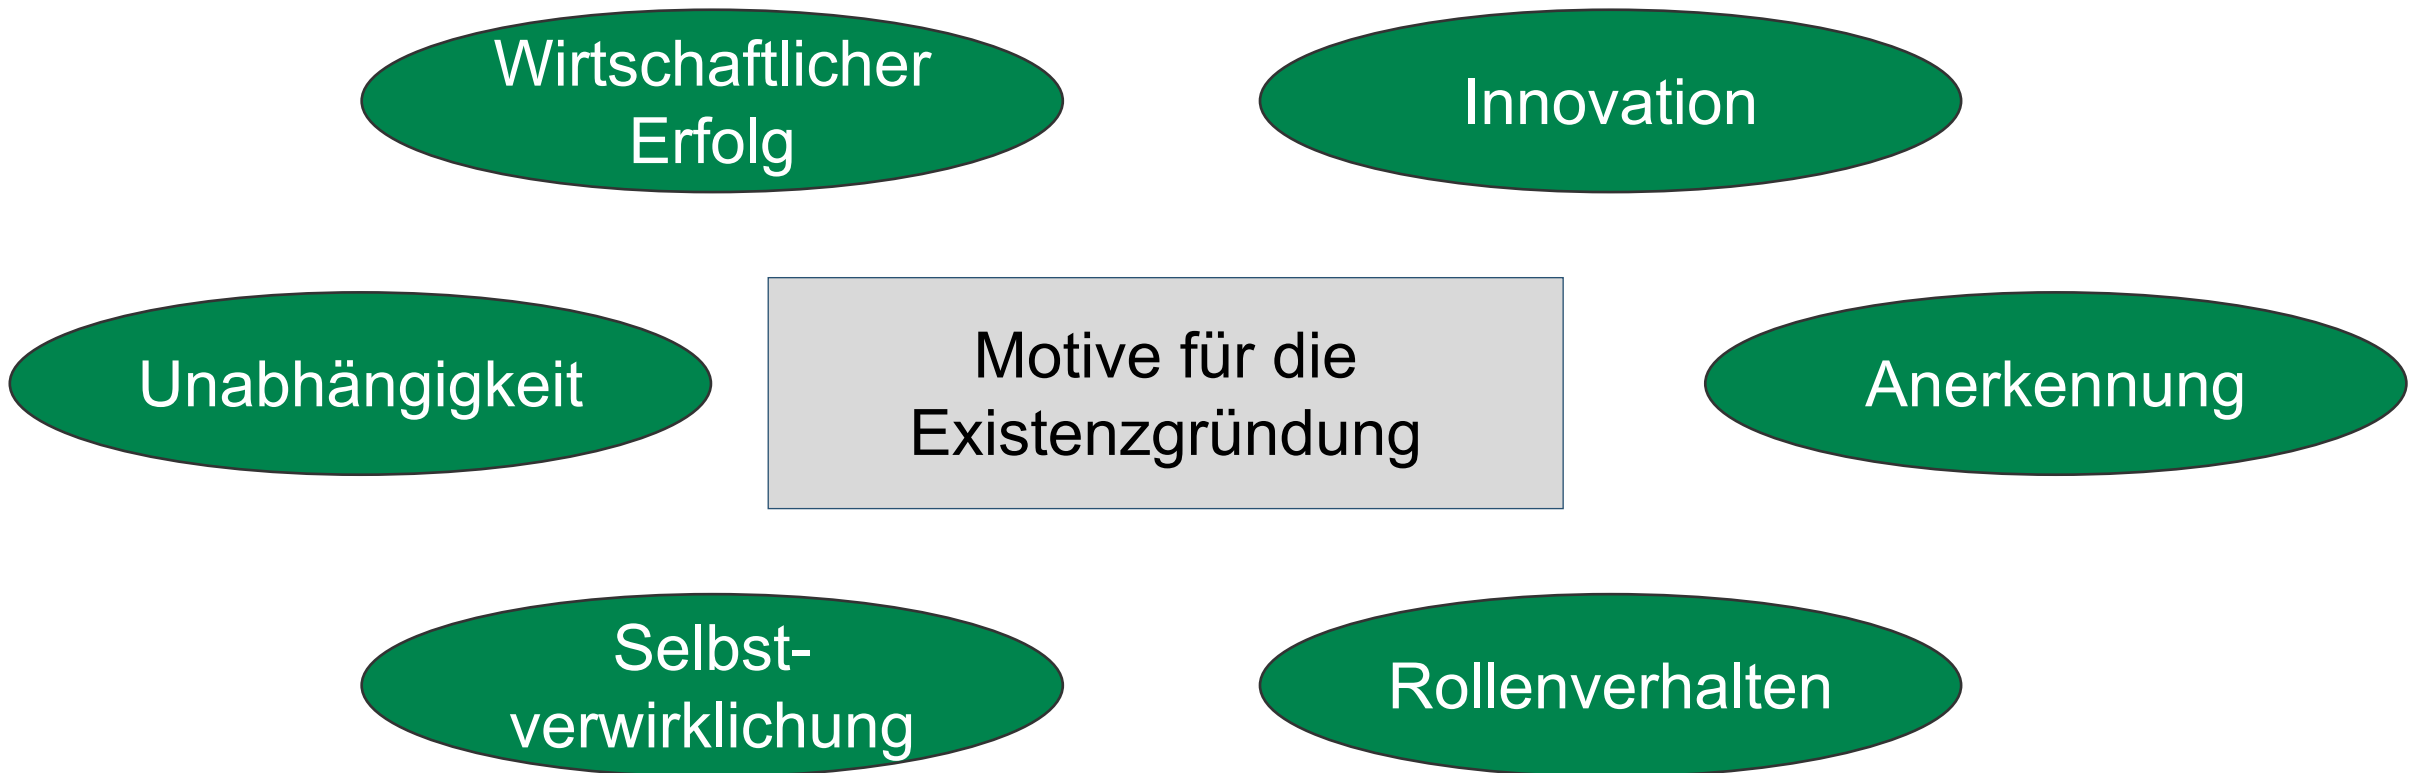 Wirtschaftlicher
Erfolg
Innovation
Unabhängigkeit
Motive für die
Existenzgründung
Anerkennung
Selbst-
verwirklichung
Rollenverhalten